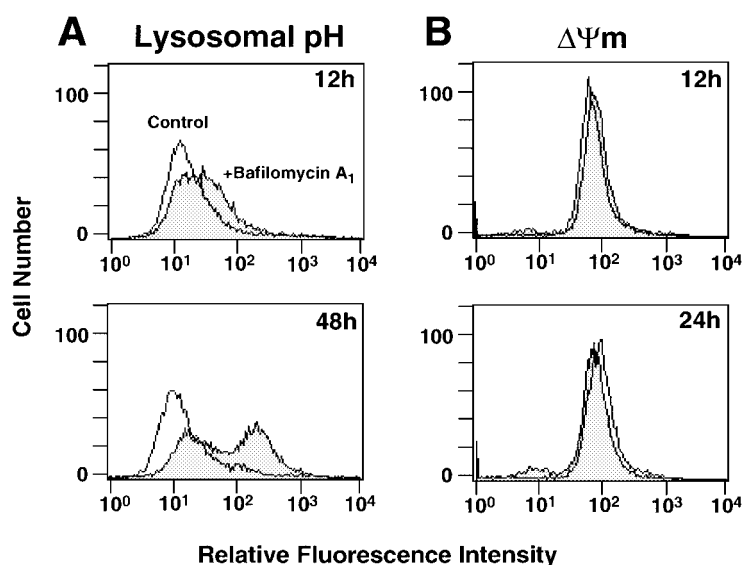 A Lysosomal pH
B ΔΨm
12h
100
Control
+Bafilomycin A₁
0
10⁰ 10¹ 10² 10³ 10⁴
12h
100
0
10⁰ 10¹ 10² 10³ 10⁴
Cell Number
48h
100
0
10⁰ 10¹ 10² 10³ 10⁴
24h
100
0
10⁰ 10¹ 10² 10³ 10⁴
Relative Fluorescence Intensity